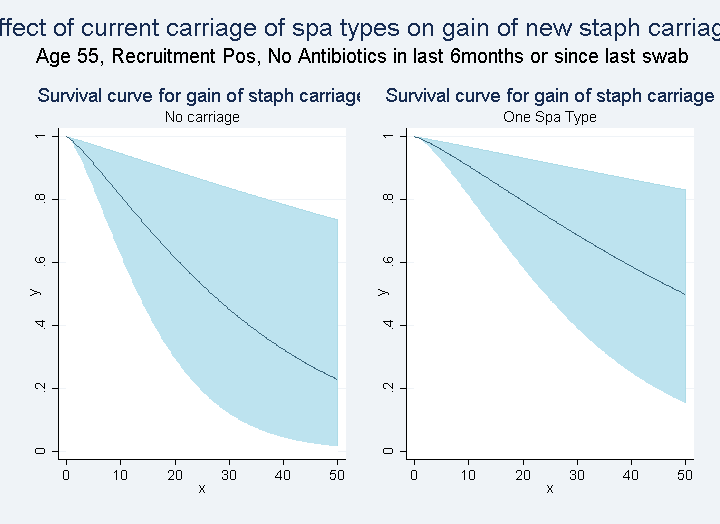 ffect of current carriage of spa types on gain of new staph carriag
Age 55, Recruitment Pos, No Antibiotics in last 6months or since last swab
Survival curve for gain of staph carriage
No carriage
1
.8
.6
.4
.2
0
y
0 10 20 30 40 50
x
Survival curve for gain of staph carriage
One Spa Type
1
.8
.6
.4
.2
0
y
0 10 20 30 40 50
x